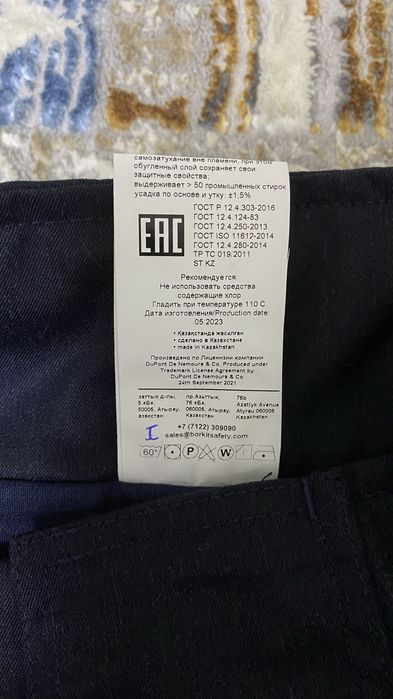 самозатухание вне пламени, при этом
обугленный слой сохраняет свои
защитные свойства;
выдерживает > 50 промышленных стирок
усадка по основе и утку: ±1,5%
EAC
ГОСТ Р 12.4.303-2016
ГОСТ 12.4.124-83
ГОСТ 12.4.250-2013
ГОСТ ISO 11612-2014
ГОСТ 12.4.280-2014
ТР ТС 019/2011
ST KZ
Рекомендуется:
Не использовать средства
содержащие хлор
Гладить при температуре 110 С
Дата изготовления/Production date:
05.2023
• Қазақстанда жасалған
• сделано в Казахстане
• made in Kazakhstan
Произведено по Лицензии компании
DuPont De Nemours & Co. Produced under
Trademark License Agreement by
DuPont De Nemours & Co.
24th September 2021
заттық д-лы, пр.Азаттык, 76b
5 «Б», 76 «Б», Azattyk Avenue
60005, Атырау, 060005, Атырау, Atyrau 060005
азакстан Казахстан Kazakhstan
I +7 (7122) 309090
sales@borkitsafety.com
60° P W